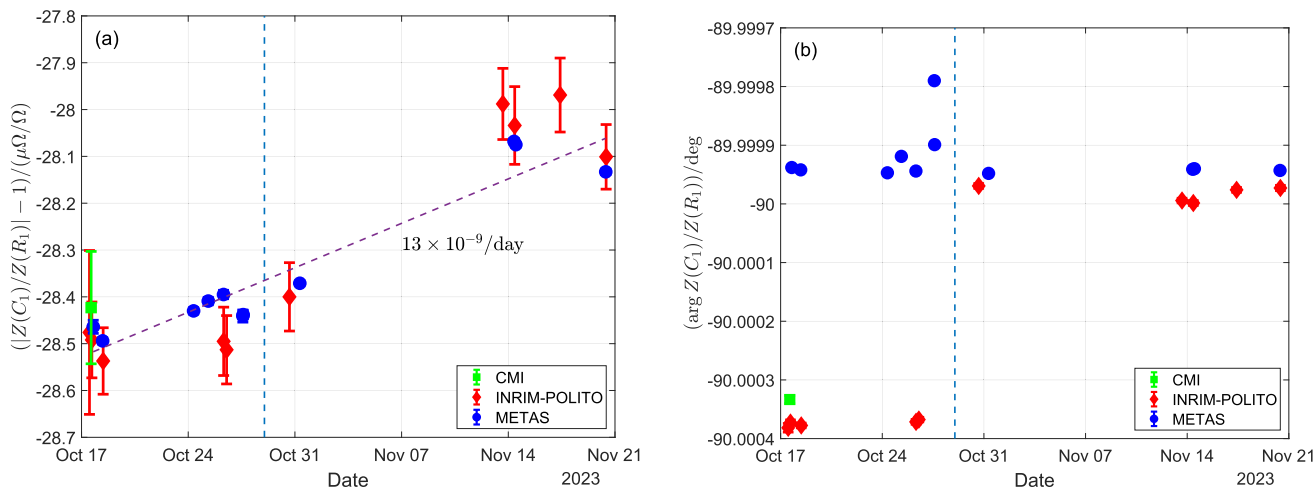 (a)
(|Z(C₁)/Z(R₁)| − 1)/(μΩ/Ω)
-27.8
-27.9
-28
-28.1
-28.2
-28.3
-28.4
-28.5
-28.6
-28.7
13 × 10⁻⁹/day
CMI
INRIM-POLITO
METAS
Oct 17 Oct 24 Oct 31 Nov 07 Nov 14 Nov 21
Date 2023
(b)
(arg Z(C₁)/Z(R₁))/deg
-89.9997
-89.9998
-89.9999
-90
-90.0001
-90.0002
-90.0003
-90.0004
CMI
INRIM-POLITO
METAS
Oct 17 Oct 24 Oct 31 Nov 07 Nov 14 Nov 21
Date 2023